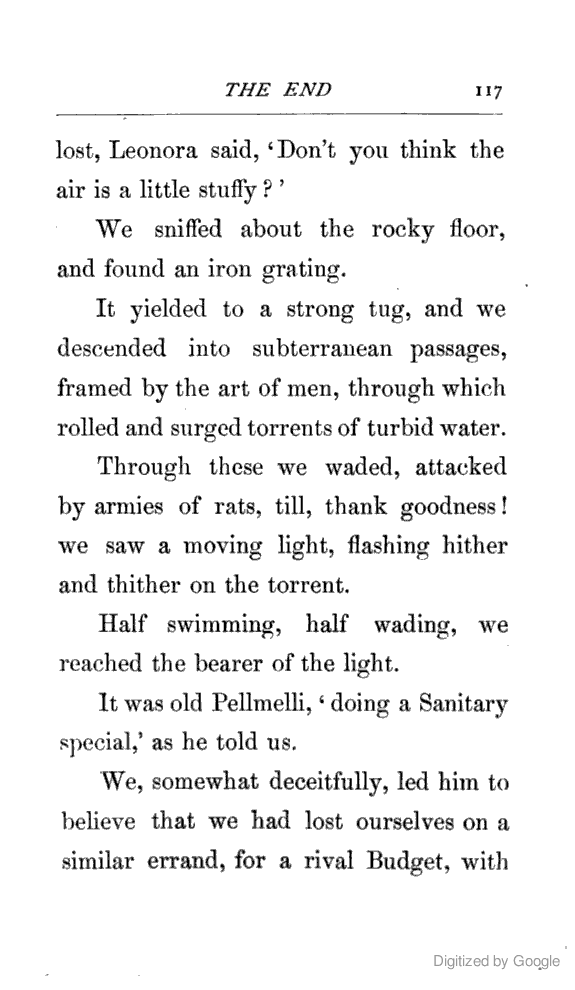 THE END 117
lost, Leonora said, ‘Don’t you think the
air is a little stuffy?’
We sniffed about the rocky floor,
and found an iron grating.
It yielded to a strong tug, and we
descended into subterranean passages,
framed by the art of men, through which
rolled and surged torrents of turbid water.
Through these we waded, attacked
by armies of rats, till, thank goodness!
we saw a moving light, flashing hither
and thither on the torrent.
Half swimming, half wading, we
reached the bearer of the light.
It was old Pellmelli, ‘doing a Sanitary
special,’ as he told us.
We, somewhat deceitfully, led him to
believe that we had lost ourselves on a
similar errand, for a rival Budget, with
Digitized by Google